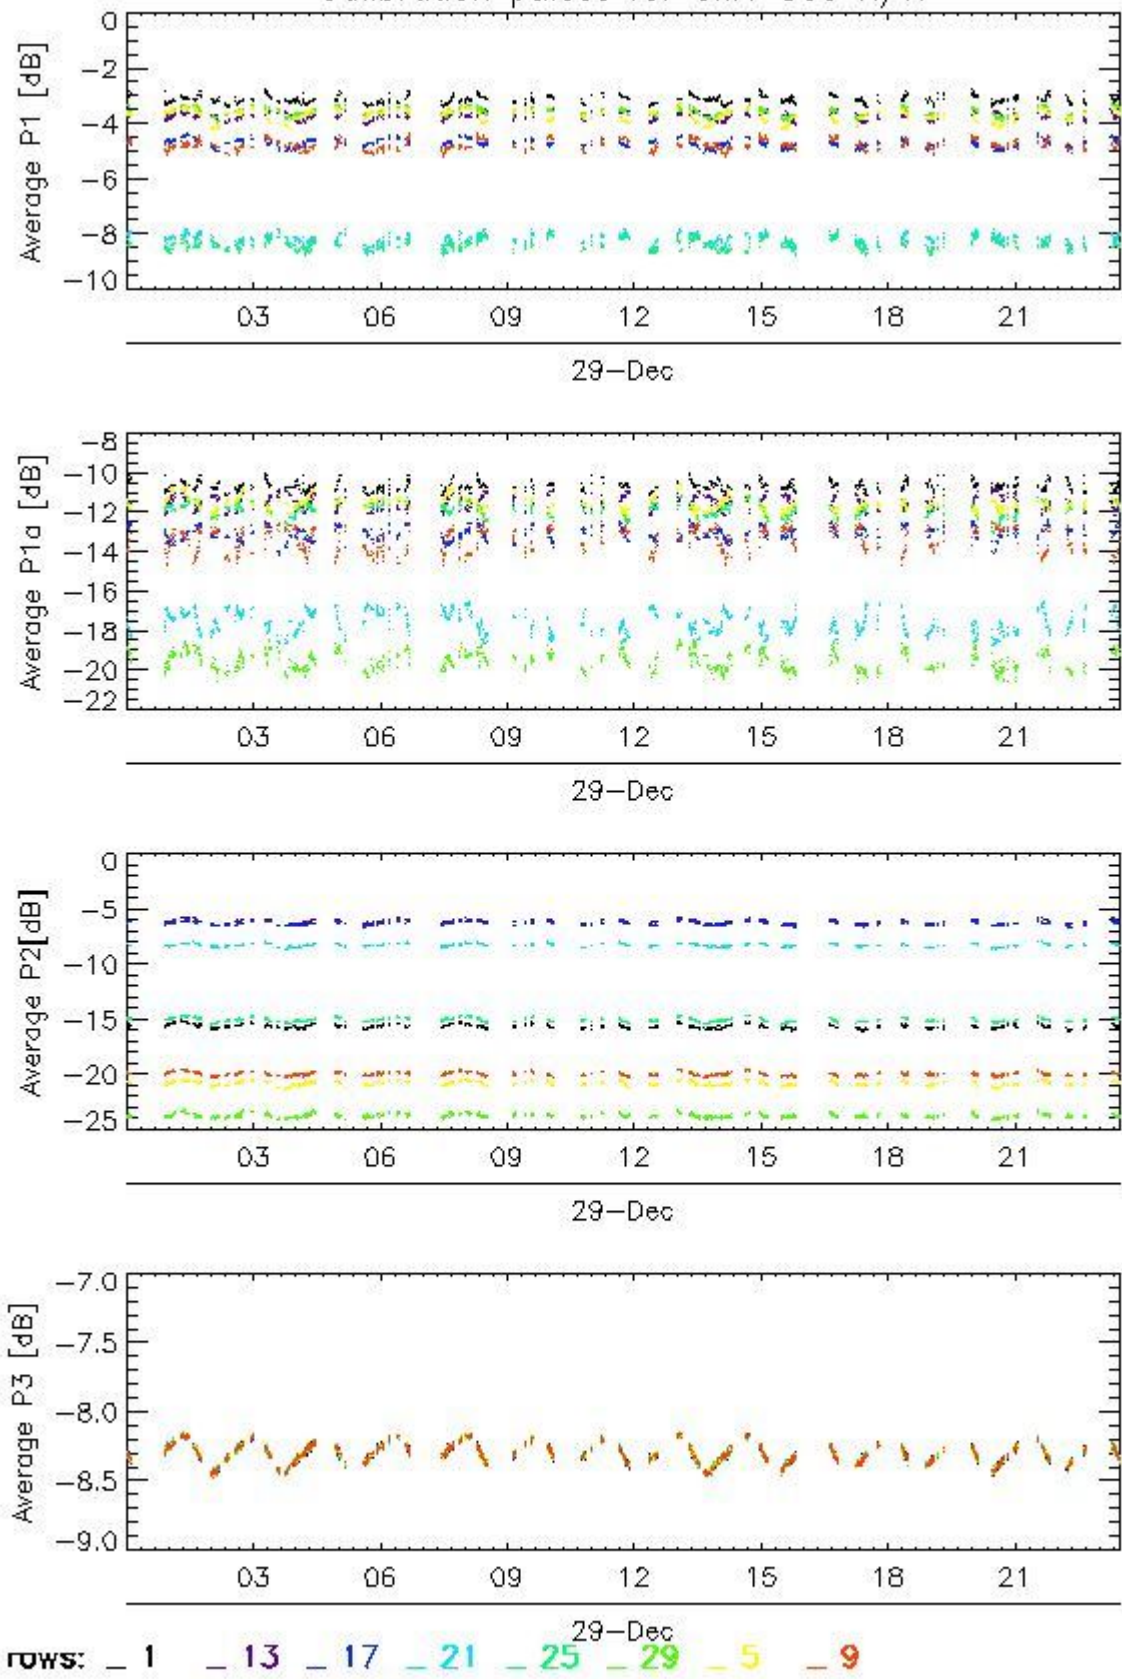 0
-2
-4
-6
-8
-10
Average P1 [dB]
03 06 09 12 15 18 21
29-Dec
-8
-10
-12
-14
-16
-18
-20
-22
Average P1a [dB]
03 06 09 12 15 18 21
29-Dec
0
-5
-10
-15
-20
-25
Average P2[dB]
03 06 09 12 15 18 21
29-Dec
-7.0
-7.5
-8.0
-8.5
-9.0
Average P3 [dB]
03 06 09 12 15 18 21
29-Dec
rows: _ 1 _ 13 _ 17 _ 21 _ 25 _ 29 _ 5 _ 9